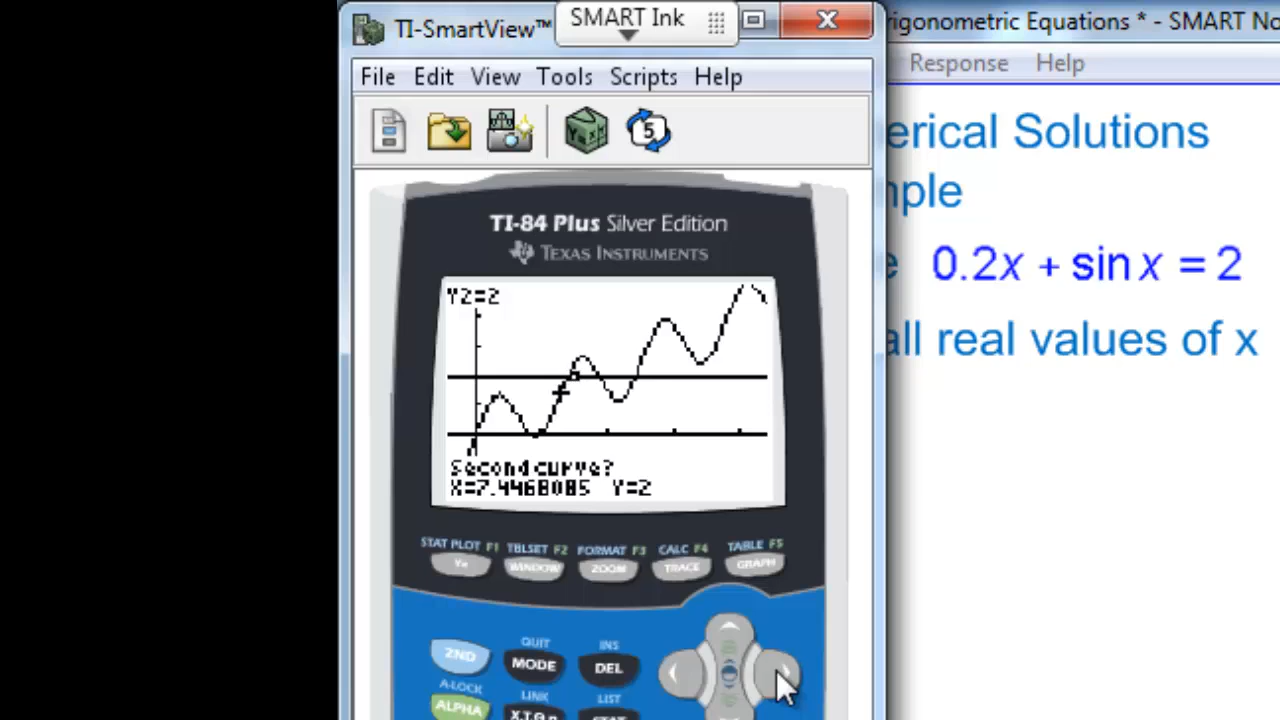 TI-SmartView™
SMART Ink
rigonometric Equations * - SMART No
File Edit View Tools Scripts Help
Response Help
5
erical Solutions
nple
0.2x + sin x = 2
all real values of x
TI-84 Plus Silver Edition
TEXAS INSTRUMENTS
Y2=2
Second curve?
X=7.4468085 Y=2
STAT PLOT F1 TBLSET F2 FORMAT F3 CALC F4 TABLE F5
Y= WINDOW ZOOM TRACE GRAPH
QUIT INS
2ND MODE DEL
A-LOCK LINK LIST
ALPHA X,T,θ,n STAT